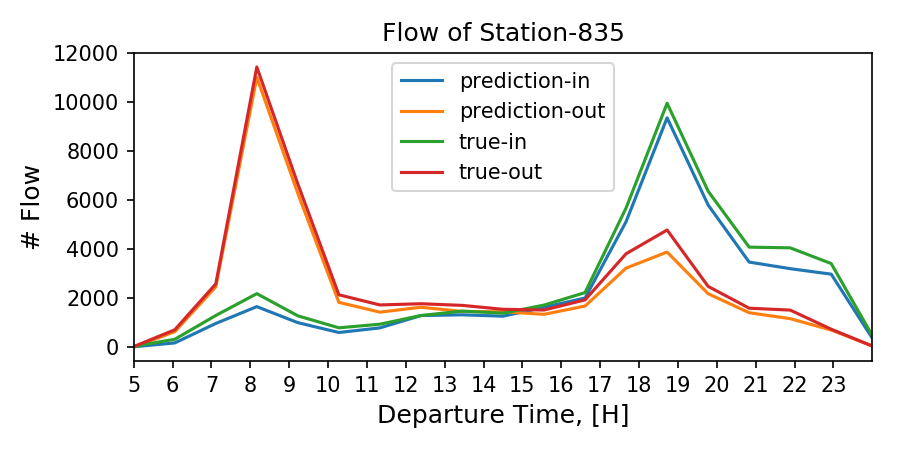 Flow of Station-835
12000
10000
8000
6000
4000
2000
0
# Flow
prediction-in
prediction-out
true-in
true-out
5 6 7 8 9 10 11 12 13 14 15 16 17 18 19 20 21 22 23
Departure Time, [H]